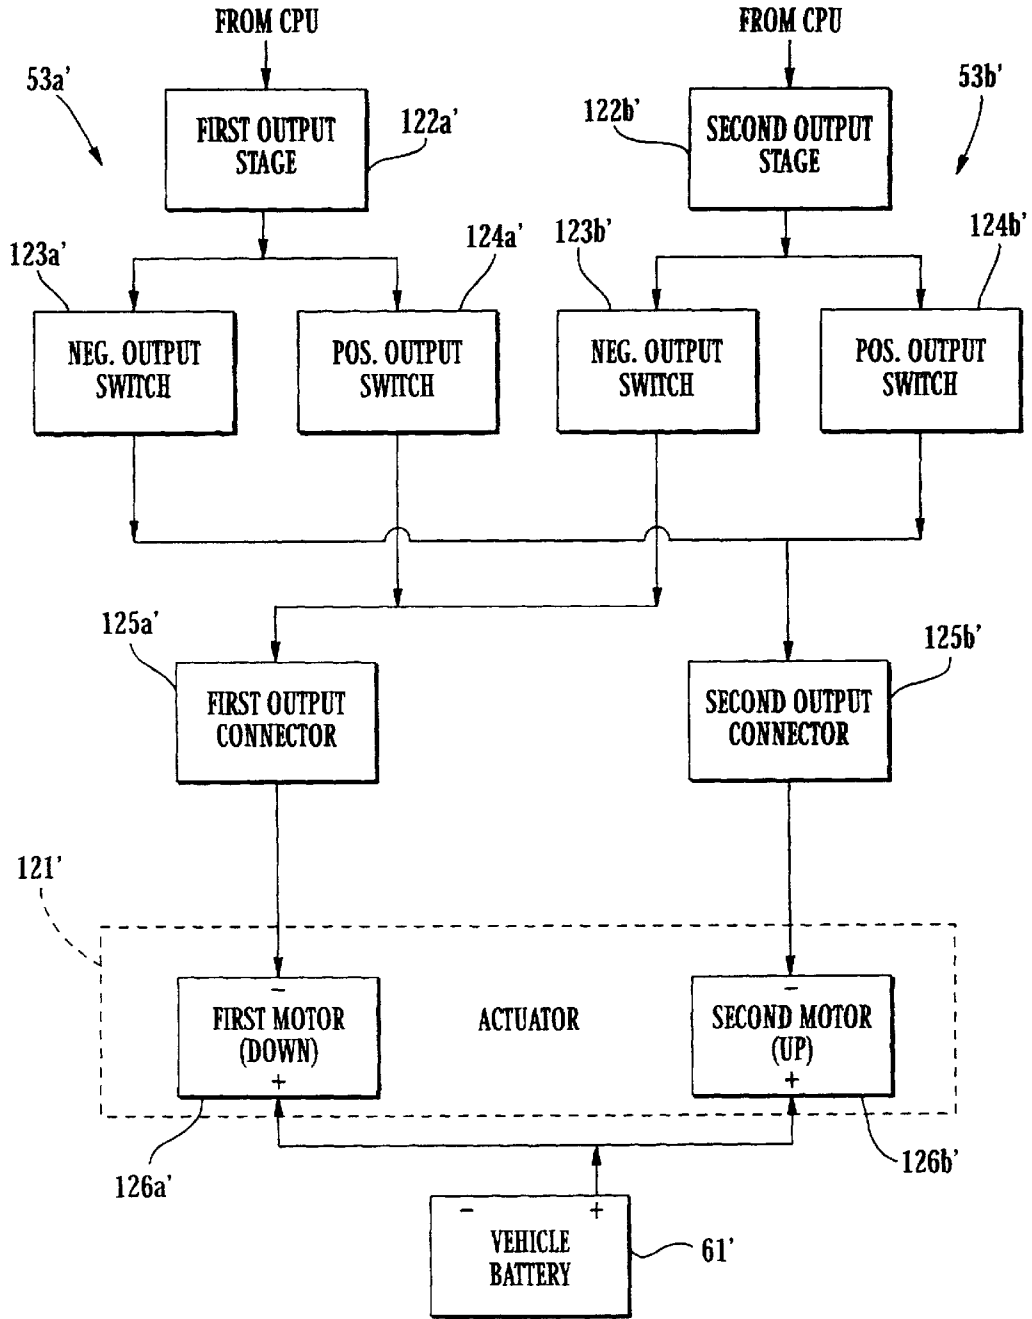 FROM CPU
FROM CPU
53a'
53b'
FIRST OUTPUT
STAGE
122a'
122b'
SECOND OUTPUT
STAGE
123a'
124a'
123b'
124b'
NEG. OUTPUT
SWITCH
POS. OUTPUT
SWITCH
NEG. OUTPUT
SWITCH
POS. OUTPUT
SWITCH
125a'
125b'
FIRST OUTPUT
CONNECTOR
SECOND OUTPUT
CONNECTOR
121'
-
FIRST MOTOR
(DOWN)
+
ACTUATOR
-
SECOND MOTOR
(UP)
+
126a'
126b'
- +
VEHICLE
BATTERY
61'